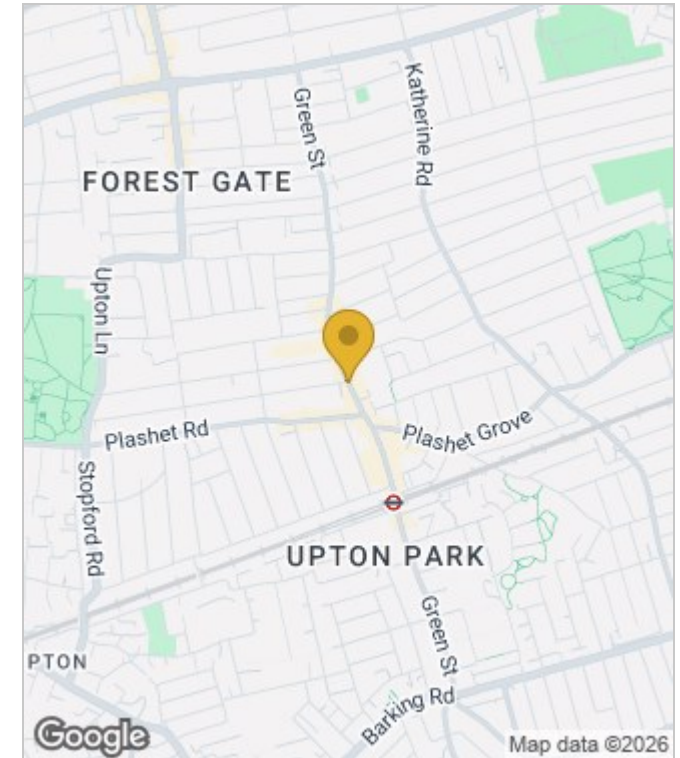 Katherine Rd
Green St
FOREST GATE
Upton Ln
Plashet Rd
Plashet Grove
Stopford Rd
UPTON PARK
Green St
PTON
Barking Rd
Google
Map data ©2026